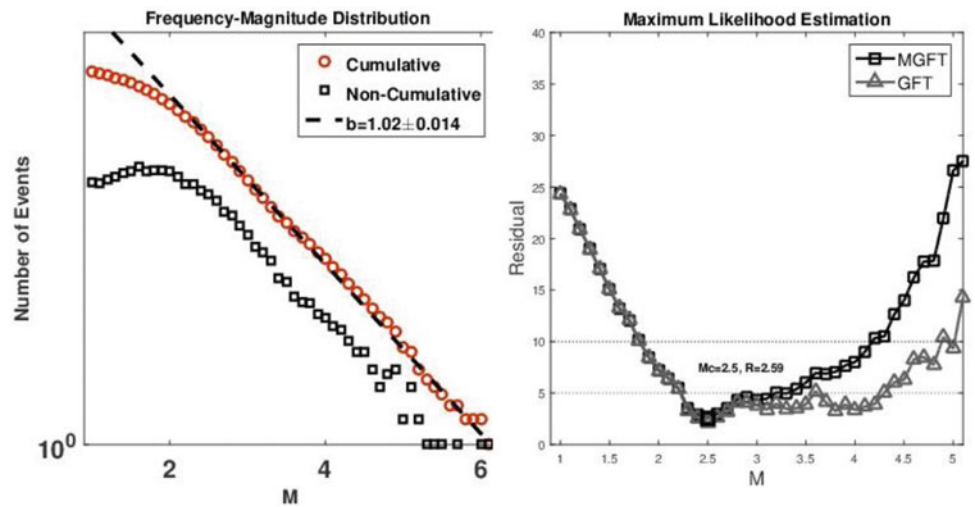 Frequency-Magnitude Distribution
Cumulative
Non-Cumulative
b=1.02±0.014
Number of Events
10⁰
2
4
6
M
Maximum Likelihood Estimation
MGFT
GFT
40
35
30
25
20
15
10
5
0
Residual
Mc=2.5, R=2.59
1
1.5
2
2.5
3
3.5
4
4.5
5
M